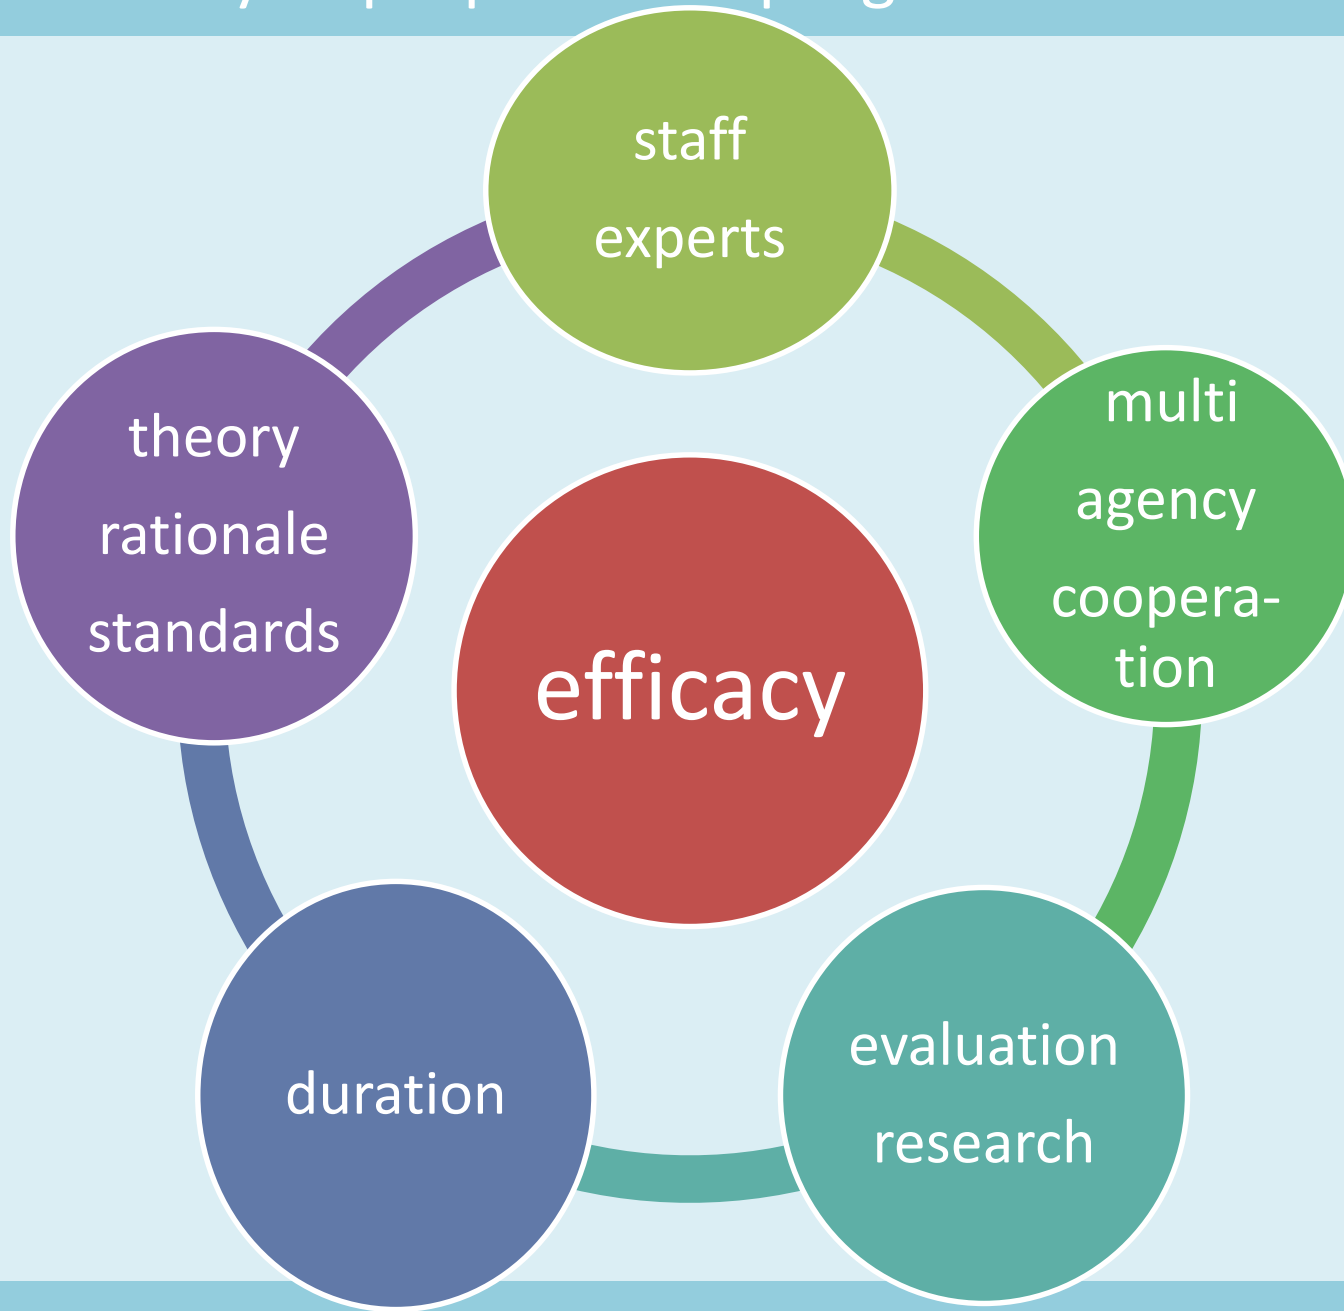 staff
experts
multi
agency
coopera-
tion
theory
rationale
standards
efficacy
evaluation
research
duration